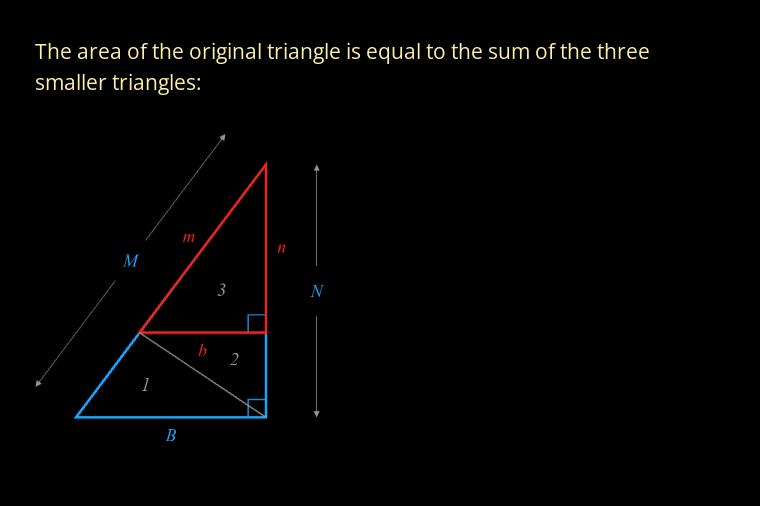 The area of the original triangle is equal to the sum of the three
smaller triangles:
m
n
M
3
N
b
2
1
B